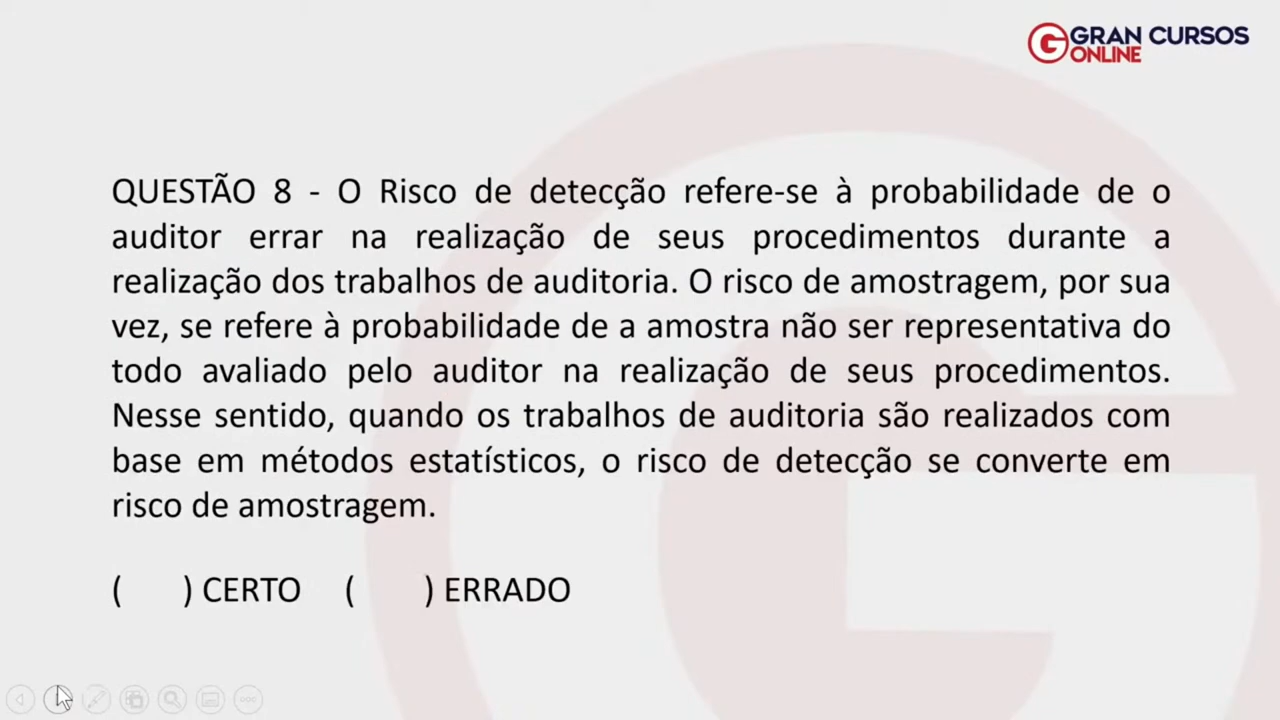 GRAN CURSOS
ONLINE
QUESTÃO 8 - O Risco de detecção refere-se à probabilidade de o
auditor errar na realização de seus procedimentos durante a
realização dos trabalhos de auditoria. O risco de amostragem, por sua
vez, se refere à probabilidade de a amostra não ser representativa do
todo avaliado pelo auditor na realização de seus procedimentos.
Nesse sentido, quando os trabalhos de auditoria são realizados com
base em métodos estatísticos, o risco de detecção se converte em
risco de amostragem.
( ) CERTO ( ) ERRADO